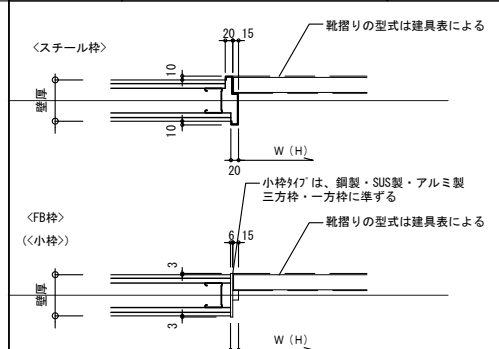 20 15
靴摺りの型式は建具表による
<スチール枠>
10
壁厚
10
W (H)
20
小枠ﾀｲﾌﾟは、鋼製・SUS製・アルミ製
三方枠・一方枠に準ずる
<FB枠>
(<小枠>)
靴摺りの型式は建具表による
6 15
3
壁厚
3
W (H)